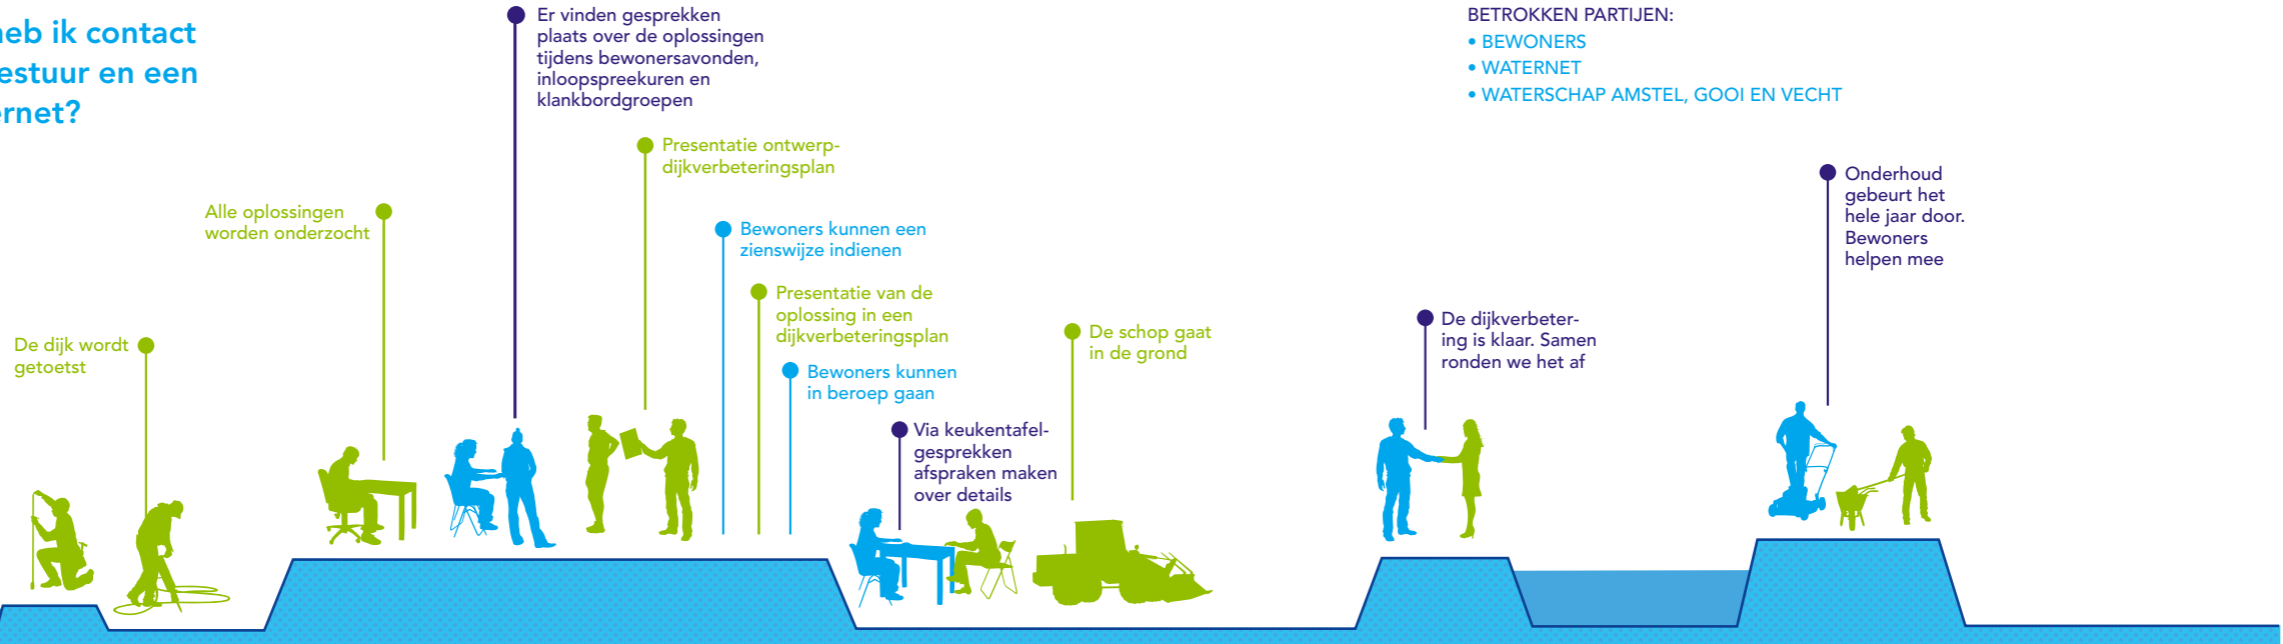 heb ik contact
estuur en een
ernet?
De dijk wordt
getoetst
Alle oplossingen
worden onderzocht
Er vinden gesprekken
plaats over de oplossingen
tijdens bewonersavonden,
inloopspreekuren en
klankbordgroepen
Presentatie ontwerp-
dijkverbeteringsplan
Bewoners kunnen een
zienswijze indienen
Presentatie van de
oplossing in een
dijkverbeteringsplan
Bewoners kunnen
in beroep gaan
Via keukentafel-
gesprekken
afspraken maken
over details
De schop gaat
in de grond
BETROKKEN PARTIJEN:
• BEWONERS
• WATERNET
• WATERSCHAP AMSTEL, GOOI EN VECHT
De dijkverbeter-
ing is klaar. Samen
ronden we het af
Onderhoud
gebeurt het
hele jaar door.
Bewoners
helpen mee